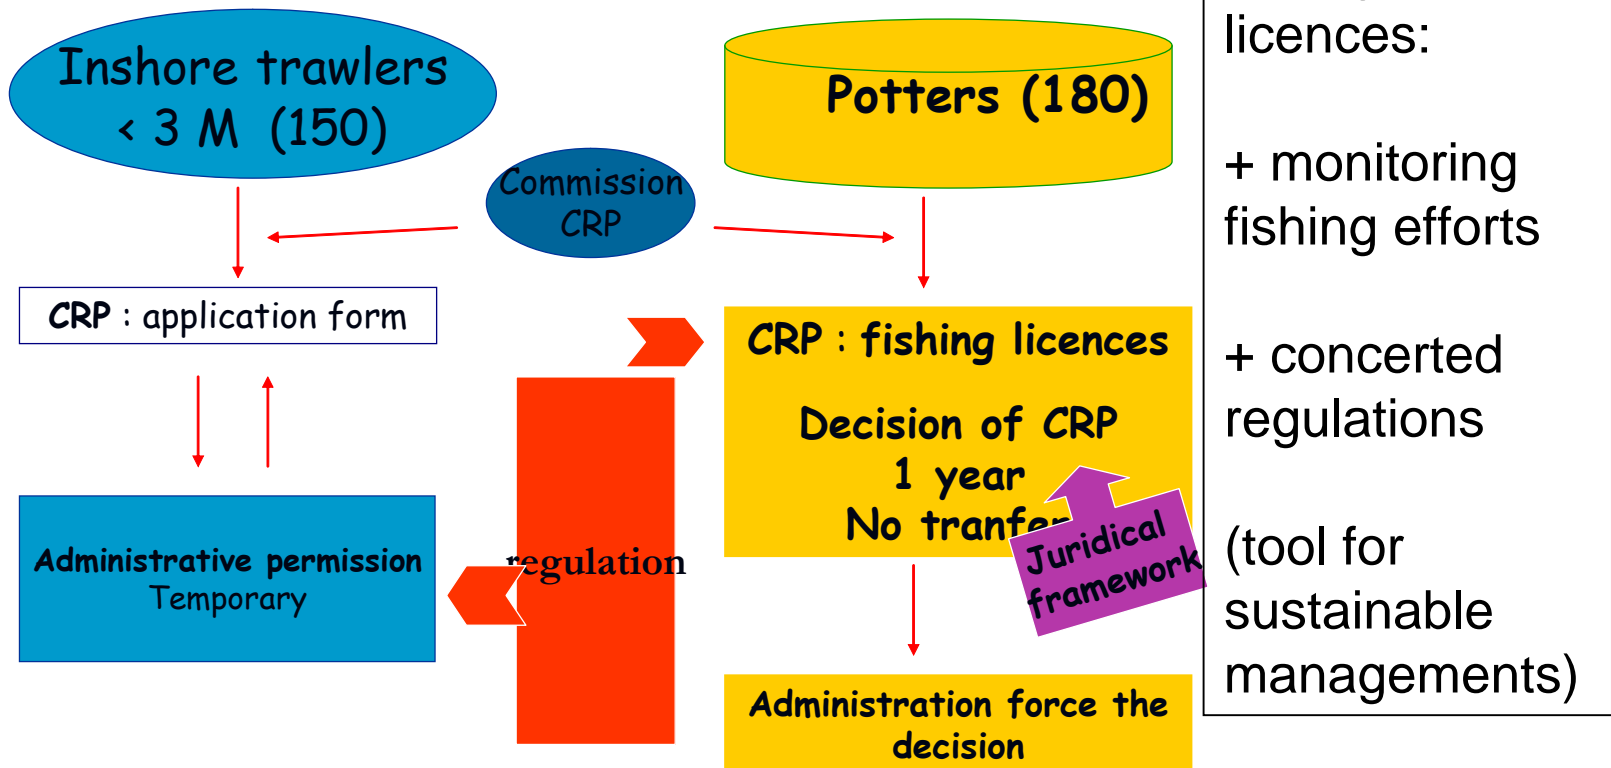 Inshore trawlers
< 3 M (150)
Potters (180)
Commission
CRP
CRP : application form
Administrative permission
Temporary
regulation
CRP : fishing licences
Decision of CRP
1 year
No tranfer
Juridical
framework
Administration force the
decision
licences:
+ monitoring
fishing efforts
+ concerted
regulations
(tool for
sustainable
managements)